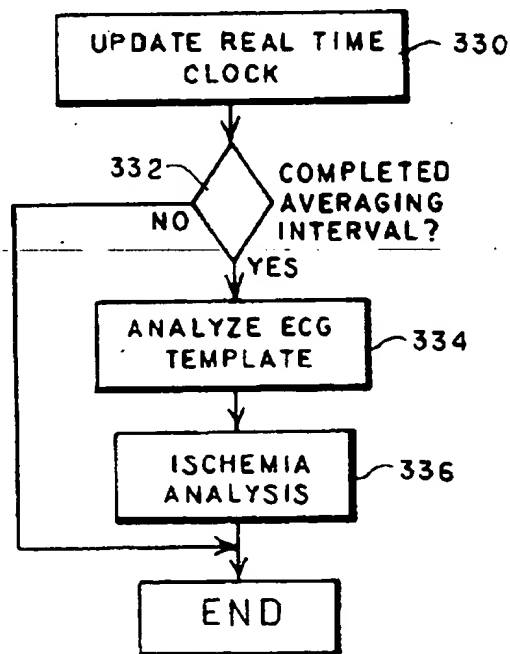 UPDATE REAL TIME
CLOCK
330
332
COMPLETED
AVERAGING
INTERVAL?
NO
YES
ANALYZE ECG
TEMPLATE
334
ISCHEMIA
ANALYSIS
336
END